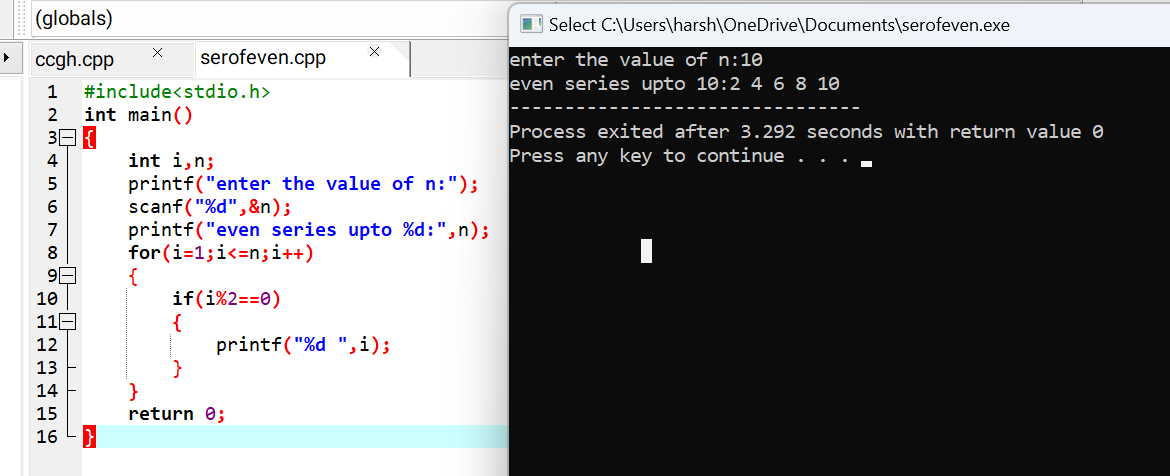 (globals)
ccgh.cpp × serofeven.cpp ×
1 #include<stdio.h>
2 int main()
3 {
4 int i,n;
5 printf("enter the value of n:");
6 scanf("%d",&n);
7 printf("even series upto %d:",n);
8 for(i=1;i<=n;i++)
9 {
10 if(i%2==0)
11 {
12 printf("%d ",i);
13 }
14 }
15 return 0;
16 }
Select C:\Users\harsh\OneDrive\Documents\serofeven.exe
enter the value of n:10
even series upto 10:2 4 6 8 10
--------------------------------
Process exited after 3.292 seconds with return value 0
Press any key to continue . . .